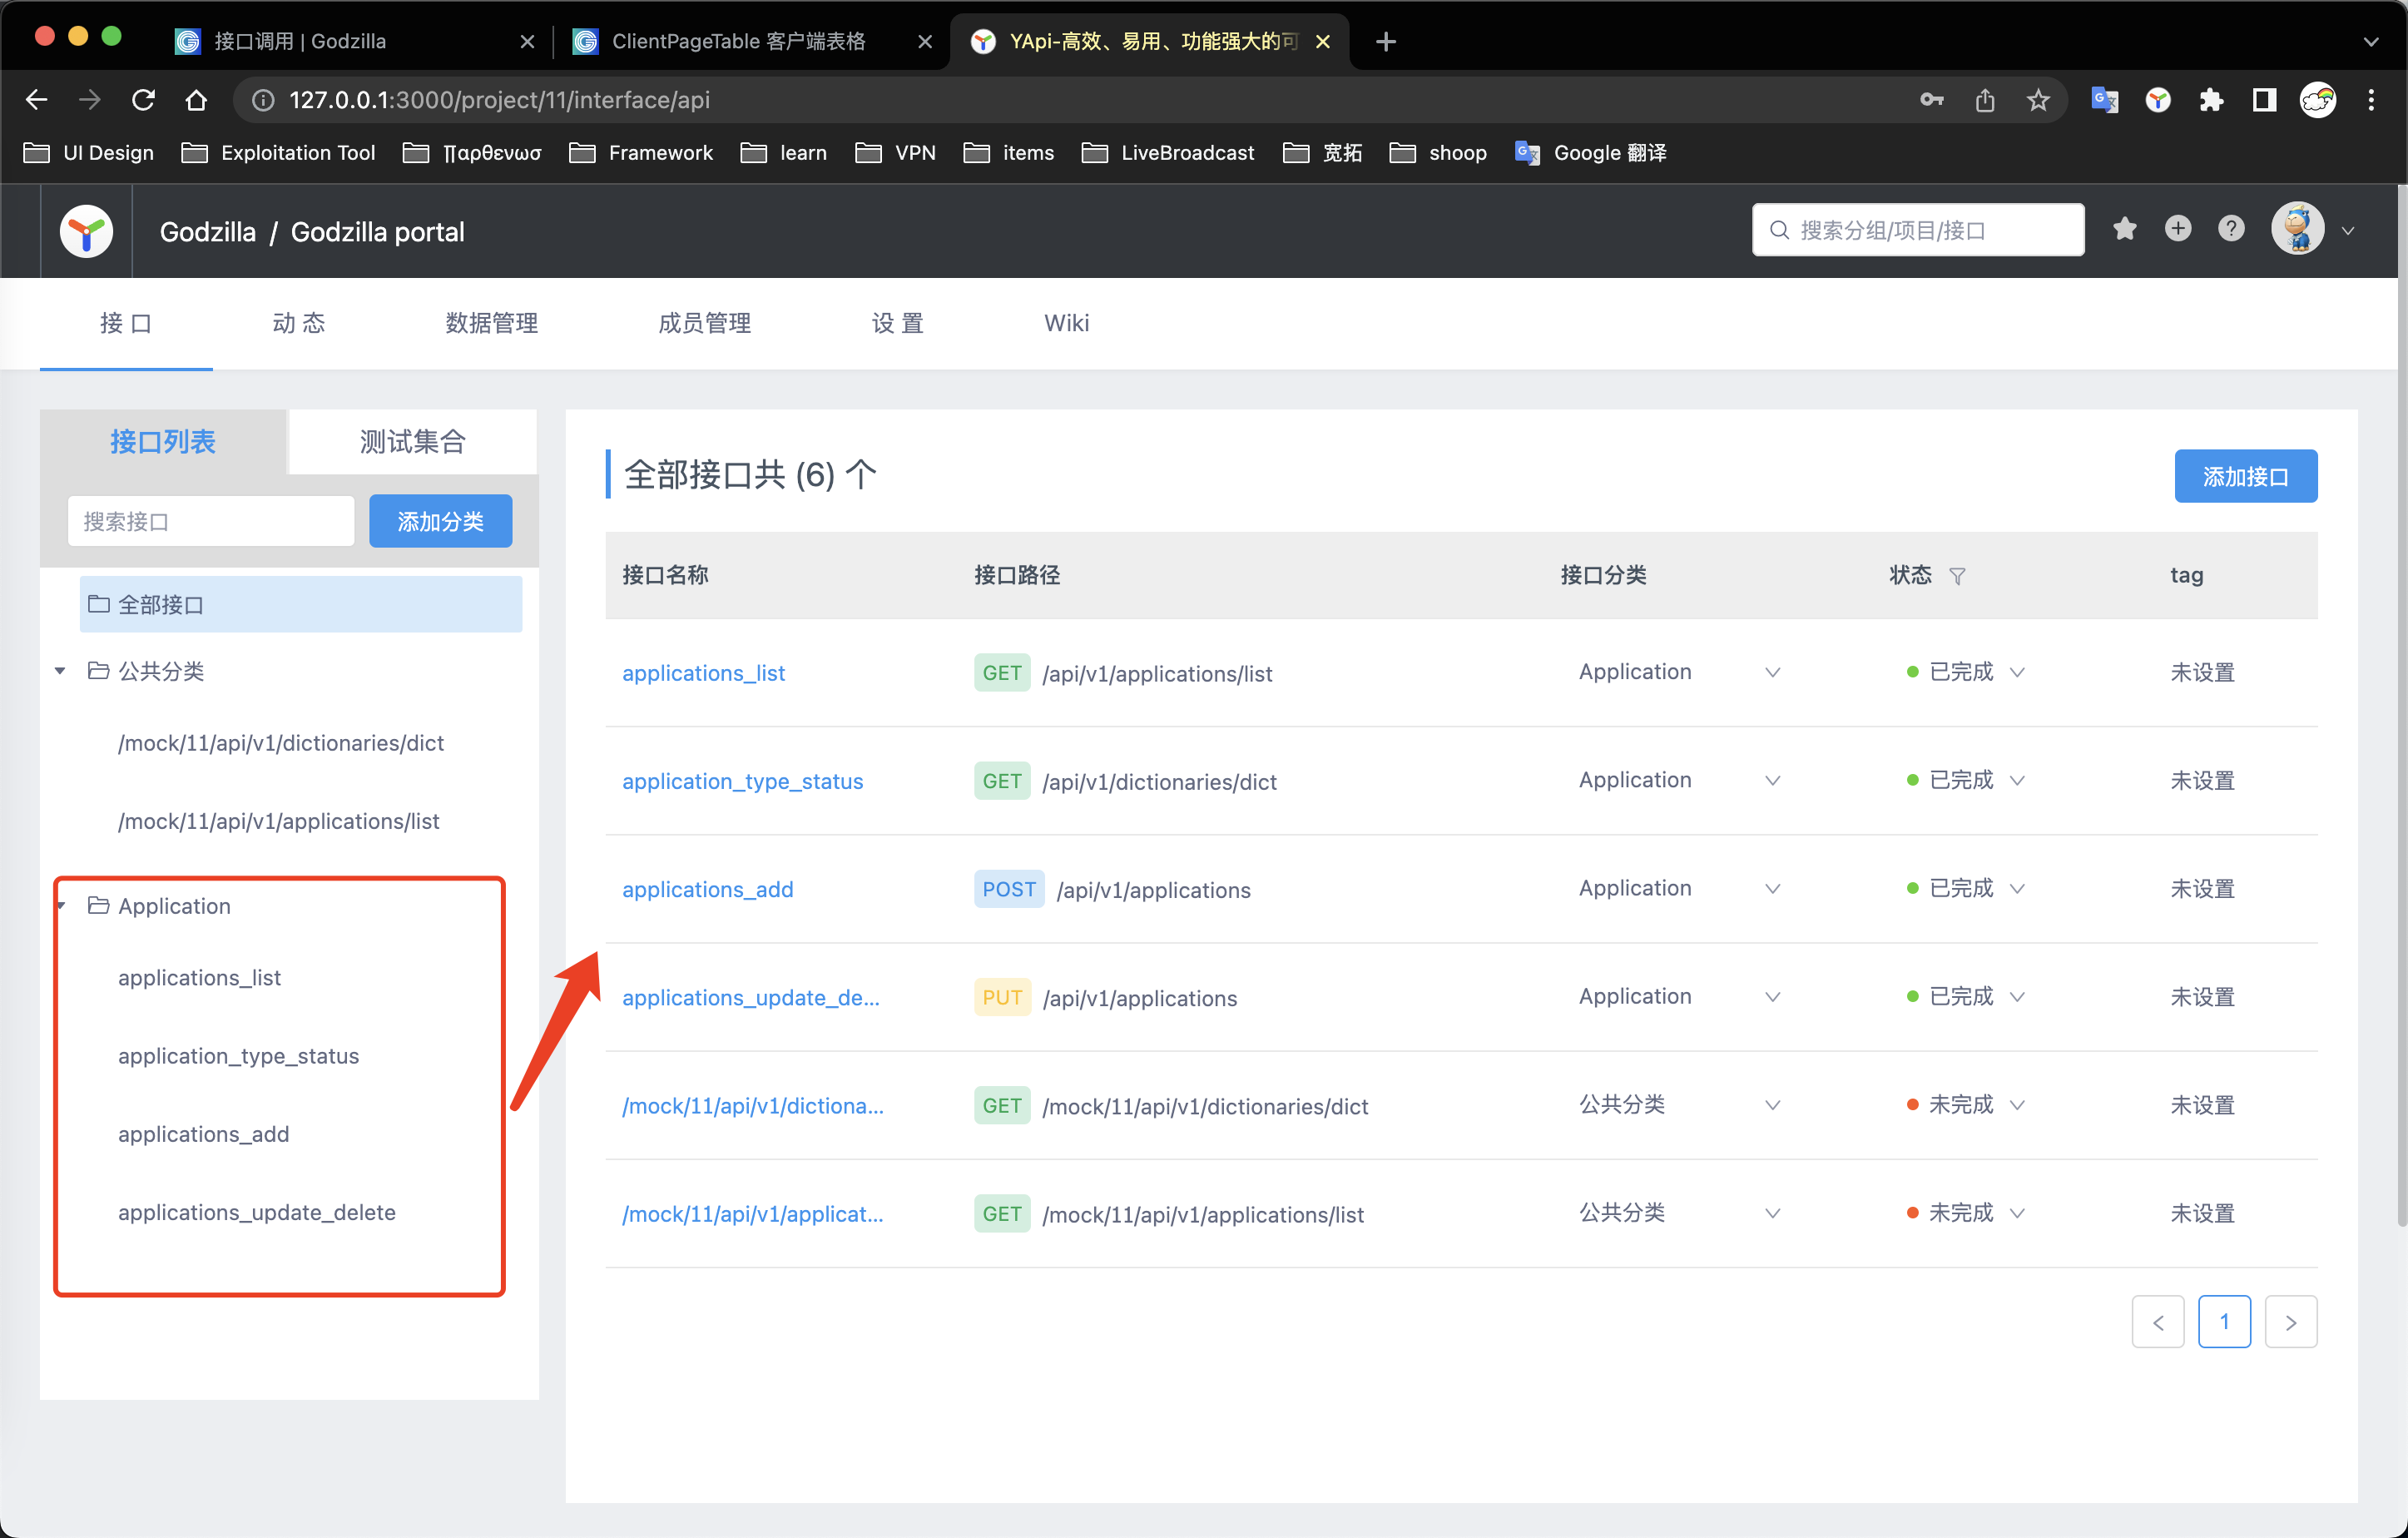 接口调用 | Godzilla
ClientPageTable 客户端表格
YApi-高效、易用、功能强大的可
127.0.0.1:3000/project/11/interface/api
UI Design
Exploitation Tool
Framework
learn
VPN
items
LiveBroadcast
宽拓
shoop
Google 翻译
Godzilla / Godzilla portal
搜索分组/项目/接口
接 口
动 态
数据管理
成员管理
设 置
Wiki
接口列表
测试集合
搜索接口
添加分类
全部接口
公共分类
/mock/11/api/v1/dictionaries/dict
/mock/11/api/v1/applications/list
Application
applications_list
application_type_status
applications_add
applications_update_delete
全部接口共 (6) 个
添加接口
接口名称 接口路径 接口分类 状态 tag
applications_list GET /api/v1/applications/list Application 已完成 未设置
application_type_status GET /api/v1/dictionaries/dict Application 已完成 未设置
applications_add POST /api/v1/applications Application 已完成 未设置
applications_update_de... PUT /api/v1/applications Application 已完成 未设置
/mock/11/api/v1/dictiona... GET /mock/11/api/v1/dictionaries/dict 公共分类 未完成 未设置
/mock/11/api/v1/applicat... GET /mock/11/api/v1/applications/list 公共分类 未完成 未设置
1